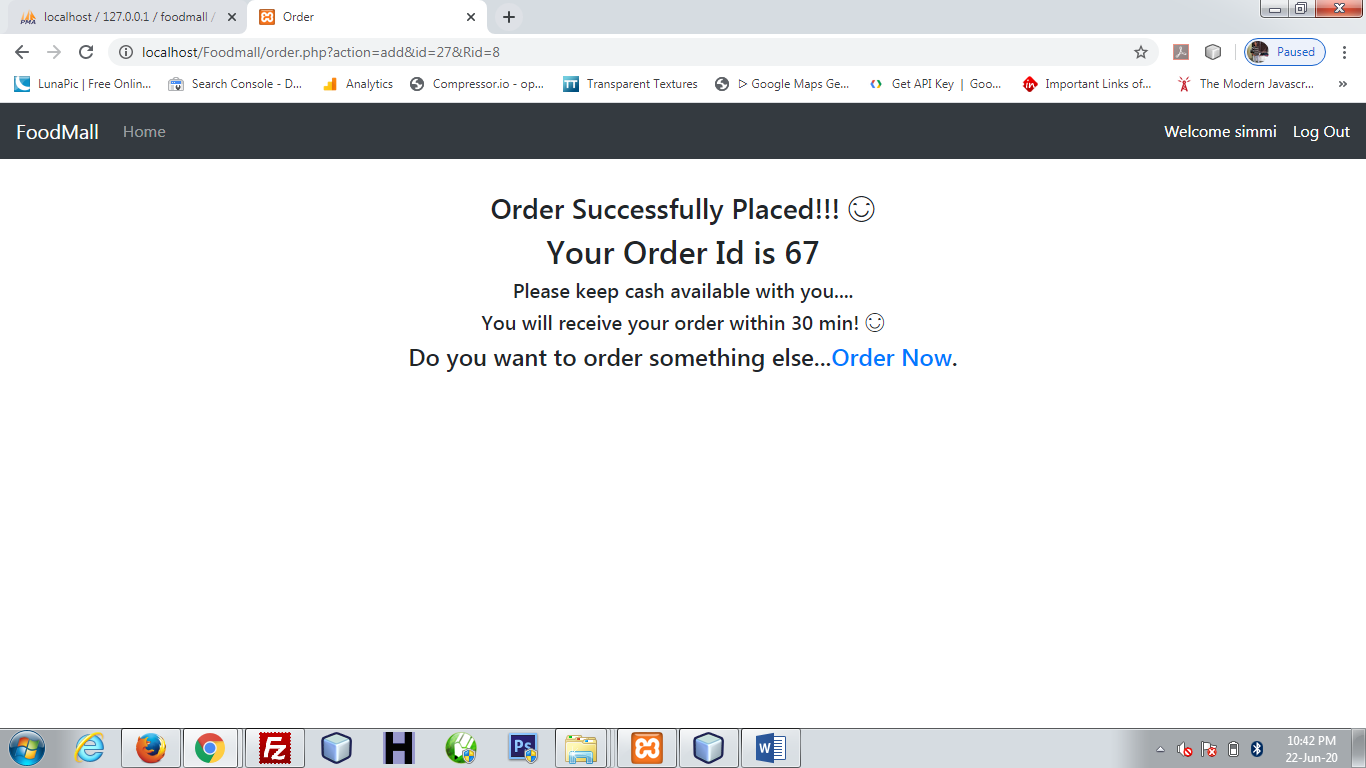 localhost / 127.0.0.1 / foodmall /
Order
localhost/Foodmall/order.php?action=add&id=27&Rid=8
Paused
LunaPic | Free Onlin...
Search Console - D...
Analytics
Compressor.io - op...
Transparent Textures
Google Maps Ge...
Get API Key | Goo...
Important Links of...
The Modern Javascr...
»
FoodMall Home
Welcome simmi Log Out
Order Successfully Placed!!! ☺
Your Order Id is 67
Please keep cash available with you....
You will receive your order within 30 min! ☺
Do you want to order something else...Order Now.
10:42 PM
22-Jun-20